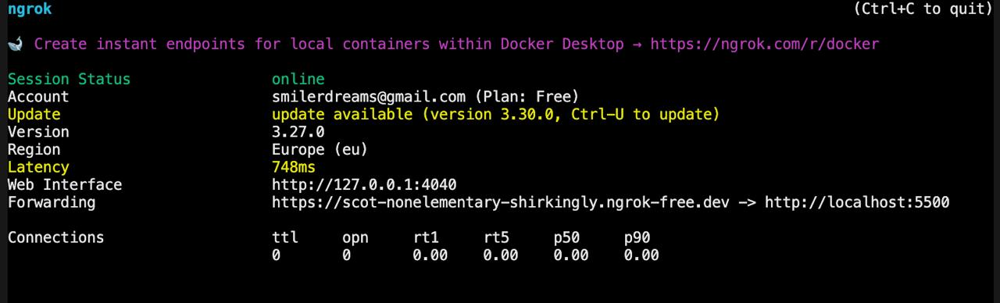 ngrok (Ctrl+C to quit)
🐋 Create instant endpoints for local containers within Docker Desktop → https://ngrok.com/r/docker
Session Status online
Account smilerdreams@gmail.com (Plan: Free)
Update update available (version 3.30.0, Ctrl-U to update)
Version 3.27.0
Region Europe (eu)
Latency 748ms
Web Interface http://127.0.0.1:4040
Forwarding https://scot-nonelementary-shirkingly.ngrok-free.dev -> http://localhost:5500
Connections ttl opn rt1 rt5 p50 p90
0 0 0.00 0.00 0.00 0.00